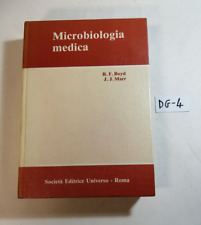 Microbiologia
medica
R. F. Boyd
J. J. Marr
DG-4
Società Editrice Universo - Roma